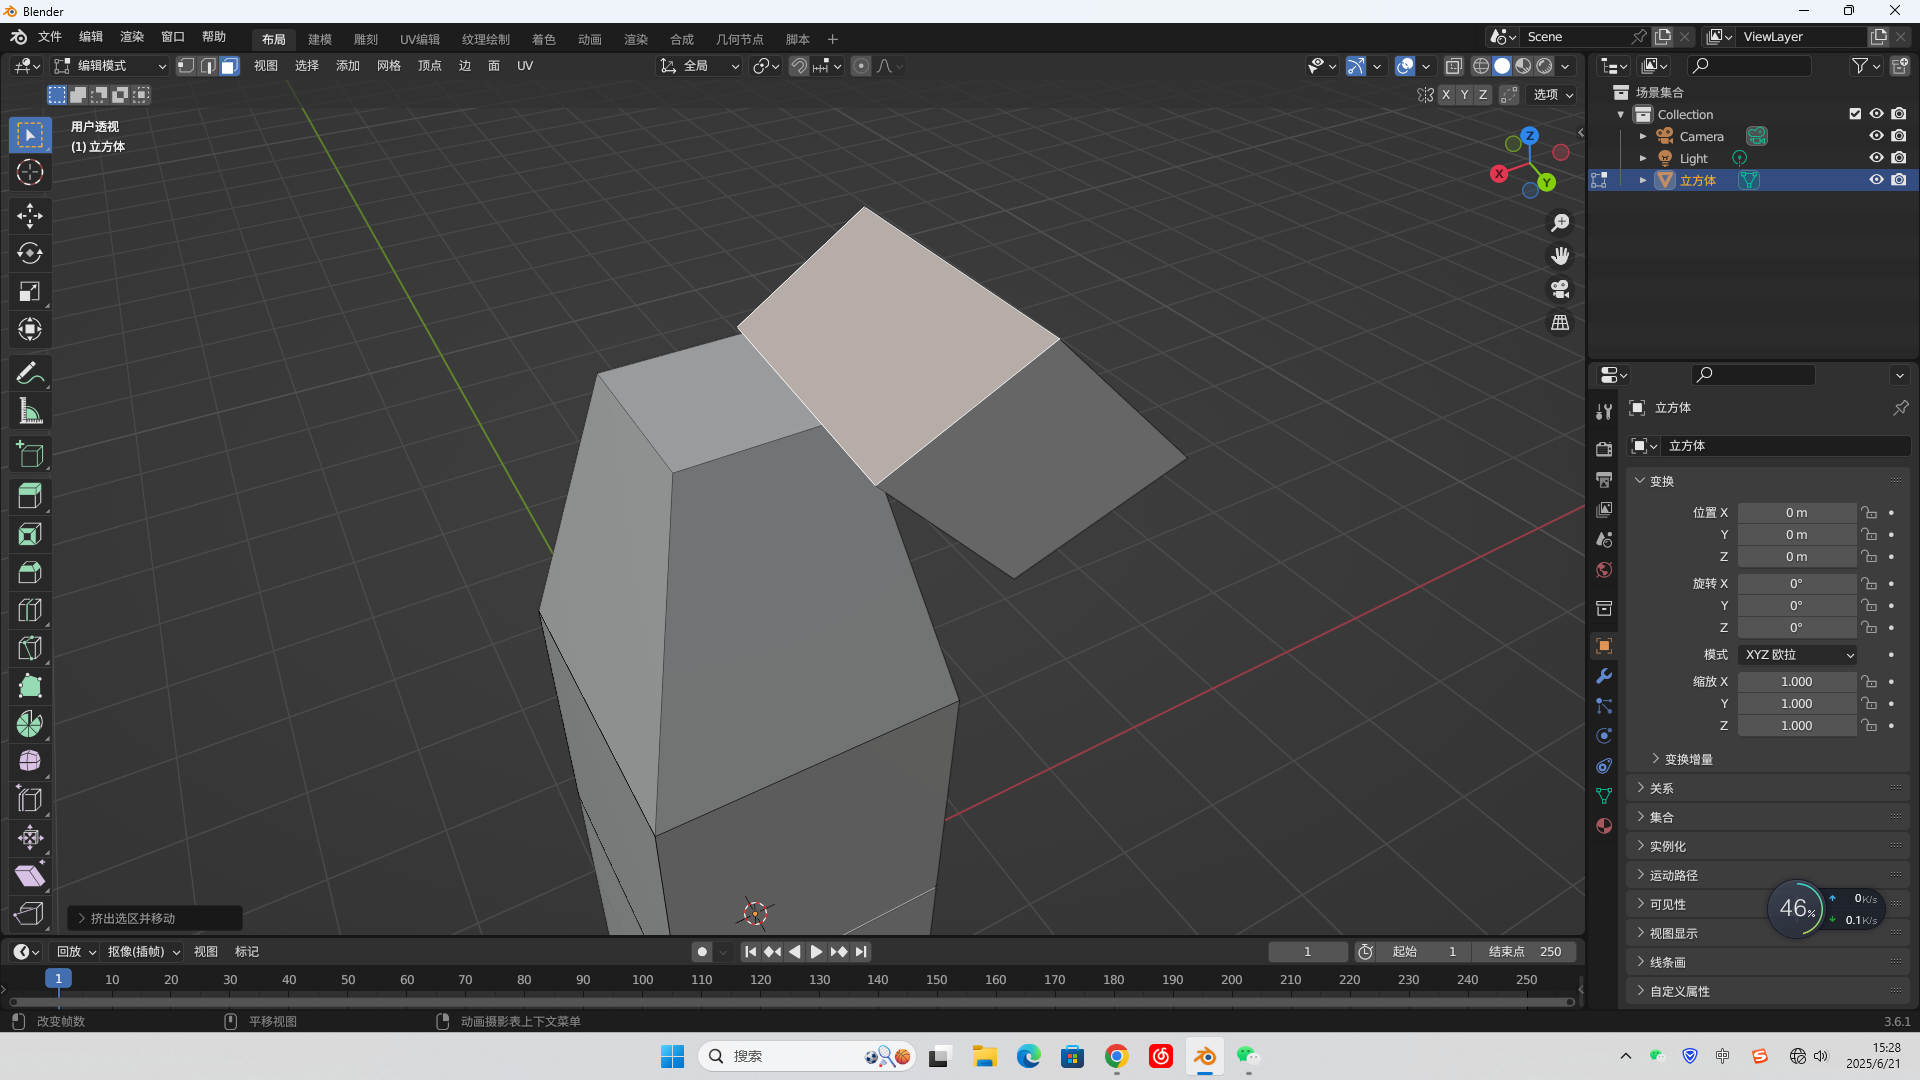 Blender
文件 编辑 渲染 窗口 帮助 布局 建模 雕刻 UV编辑 纹理绘制 着色 动画 渲染 合成 几何节点 脚本 + Scene ViewLayer
编辑模式 视图 选择 添加 网格 顶点 边 面 UV 全局
X Y Z 选项
用户透视
(1) 立方体
Z
X
Y
挤出选区并移动
场景集合
Collection
Camera
Light
立方体
立方体
立方体
变换
位置 X 0 m
Y 0 m
Z 0 m
旋转 X 0°
Y 0°
Z 0°
模式 XYZ 欧拉
缩放 X 1.000
Y 1.000
Z 1.000
变换增量
关系
集合
实例化
运动路径
可见性
视图显示
线条画
自定义属性
46%
0K/s
0.1K/s
回放 抠像(插帧) 视图 标记 1 起始 1 结束点 250
1 10 20 30 40 50 60 70 80 90 100 110 120 130 140 150 160 170 180 190 200 210 220 230 240 250
改变帧数 平移视图 动画摄影表上下文菜单 3.6.1
搜索
中
15:28
2025/6/21